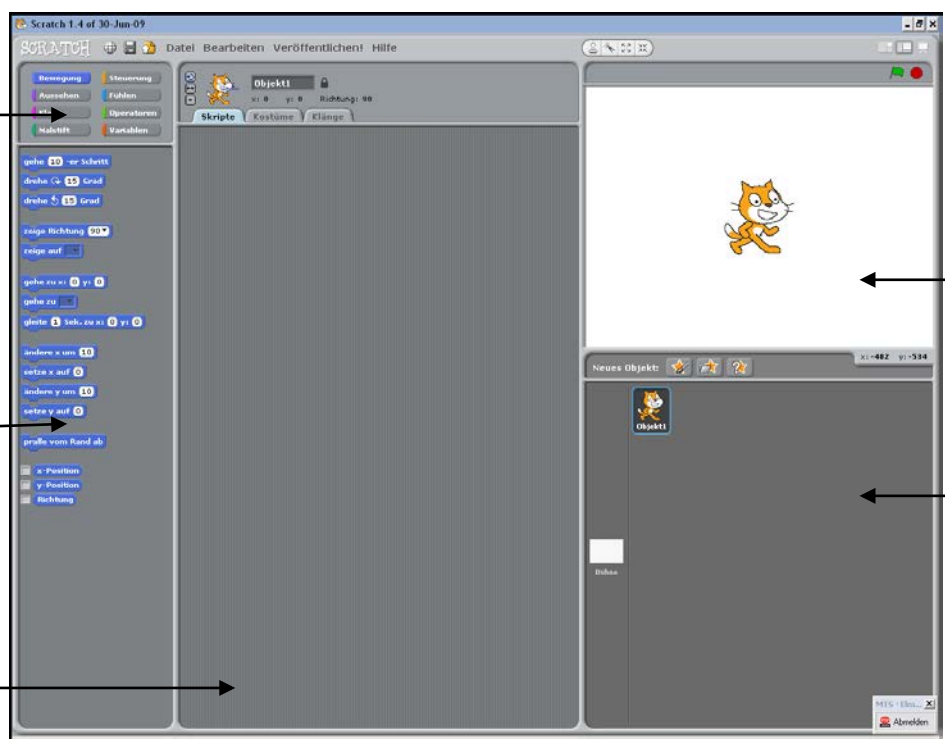 Scratch 1.4 of 30-Jun-09
SCRATCH Datei Bearbeiten Veröffentlichen! Hilfe
Bewegung Steuerung
Aussehen Fühlen
Operatoren
Malstift Variablen
Objekt1
x: 0 y: 0 Richtung: 90
Skripte Kostüme Klänge
gehe 10 -er Schritt
drehe 15 Grad
drehe 15 Grad
zeige Richtung 90
zeige auf
gehe zu x: 0 y: 0
gehe zu
gleite 1 Sek. zu x: 0 y: 0
ändere x um 10
setze x auf 0
ändere y um 10
setze y auf 0
pralle vom Rand ab
x-Position
y-Position
Richtung
x: -482 y: -534
Neues Objekt:
Objekt1
Bühne
Abmelden